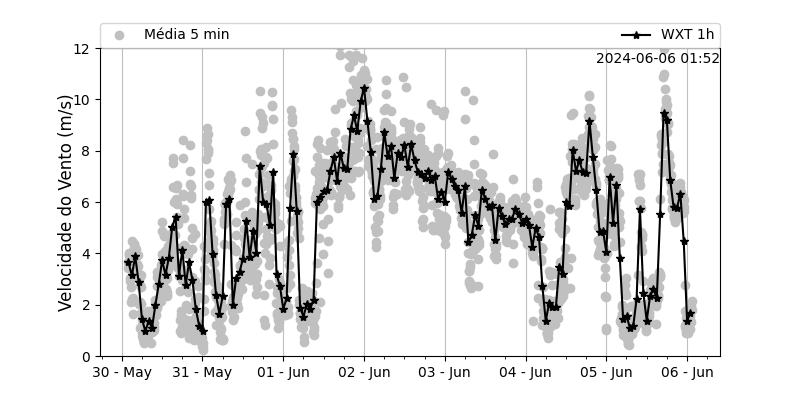 Média 5 min
WXT 1h
2024-06-06 01:52
Velocidade do Vento (m/s)
12
10
8
6
4
2
0
30 - May
31 - May
01 - Jun
02 - Jun
03 - Jun
04 - Jun
05 - Jun
06 - Jun